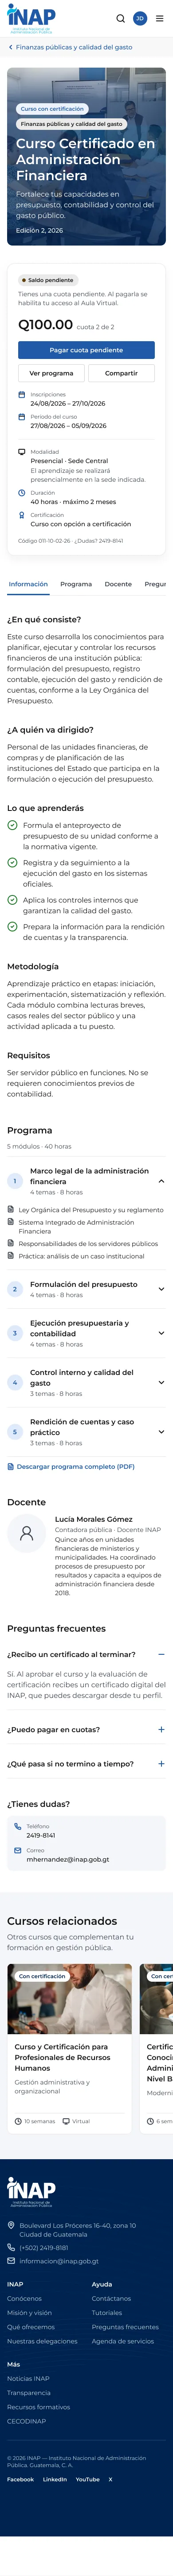 INAP
Instituto Nacional de
Administración Pública
JD
Finanzas públicas y calidad del gasto
Curso con certificación
Finanzas públicas y calidad del gasto
Curso Certificado en
Administración
Financiera
Fortalece tus capacidades en
presupuesto, contabilidad y control del
gasto público.
Edición 2, 2026
Saldo pendiente
Tienes una cuota pendiente. Al pagarla se
habilita tu acceso al Aula Virtual.
Q100.00 cuota 2 de 2
Pagar cuota pendiente
Ver programa
Compartir
Inscripciones
24/08/2026 – 27/10/2026
Periodo del curso
27/08/2026 – 05/09/2026
Modalidad
Presencial · Sede Central
El aprendizaje se realizará
presencialmente en la sede indicada.
Duración
40 horas · máximo 2 meses
Certificación
Curso con opción a certificación
Código 011-10-02-26 · ¿Dudas? 2419-8141
Información Programa Docente Pregur
¿En qué consiste?
Este curso desarrolla los conocimientos para
planificar, ejecutar y controlar los recursos
financieros de una institución pública:
formulación del presupuesto, registro
contable, ejecución del gasto y rendición de
cuentas, conforme a la Ley Orgánica del
Presupuesto.
¿A quién va dirigido?
Personal de las unidades financieras, de
compras y de planificación de las
instituciones del Estado que participa en la
formulación o ejecución del presupuesto.
Lo que aprenderás
Formula el anteproyecto de
presupuesto de su unidad conforme a
la normativa vigente.
Registra y da seguimiento a la
ejecución del gasto en los sistemas
oficiales.
Aplica los controles internos que
garantizan la calidad del gasto.
Prepara la información para la rendición
de cuentas y la transparencia.
Metodología
Aprendizaje práctico en etapas: iniciación,
experimentación, sistematización y reflexión.
Cada módulo combina lecturas breves,
casos reales del sector público y una
actividad aplicada a tu puesto.
Requisitos
Ser servidor público en funciones. No se
requieren conocimientos previos de
contabilidad.
Programa
5 módulos · 40 horas
1
Marco legal de la administración
financiera
4 temas · 8 horas
Ley Orgánica del Presupuesto y su reglamento
Sistema Integrado de Administración
Financiera
Responsabilidades de los servidores públicos
Práctica: análisis de un caso institucional
2
Formulación del presupuesto
4 temas · 8 horas
3
Ejecución presupuestaria y
contabilidad
4 temas · 8 horas
4
Control interno y calidad del
gasto
3 temas · 8 horas
5
Rendición de cuentas y caso
práctico
3 temas · 8 horas
Descargar programa completo (PDF)
Docente
Lucía Morales Gómez
Contadora pública · Docente INAP
Quince años en unidades
financieras de ministerios y
municipalidades. Ha coordinado
procesos de presupuesto por
resultados y capacita a equipos de
administración financiera desde
2018.
Preguntas frecuentes
¿Recibo un certificado al terminar?
Sí. Al aprobar el curso y la evaluación de
certificación recibes un certificado digital del
INAP, que puedes descargar desde tu perfil.
¿Puedo pagar en cuotas?
¿Qué pasa si no termino a tiempo?
¿Tienes dudas?
Teléfono
2419-8141
Correo
mhernandez@inap.gob.gt
Cursos relacionados
Otros cursos que complementan tu
formación en gestión pública.
Con certificación
Curso y Certificación para
Profesionales de Recursos
Humanos
Gestión administrativa y
organizacional
10 semanas
Virtual
Con cert
Certific
Conoci
Admini
Nivel B
Moderni
6 sem
INAP
Instituto Nacional de
Administración Pública
Boulevard Los Próceres 16-40, zona 10
Ciudad de Guatemala
(+502) 2419-8181
informacion@inap.gob.gt
INAP
Conócenos
Misión y visión
Qué ofrecemos
Nuestras delegaciones
Ayuda
Contáctanos
Tutoriales
Preguntas frecuentes
Agenda de servicios
Más
Noticias INAP
Transparencia
Recursos formativos
CECODINAP
© 2026 INAP — Instituto Nacional de Administración
Pública. Guatemala, C. A.
Facebook LinkedIn YouTube X